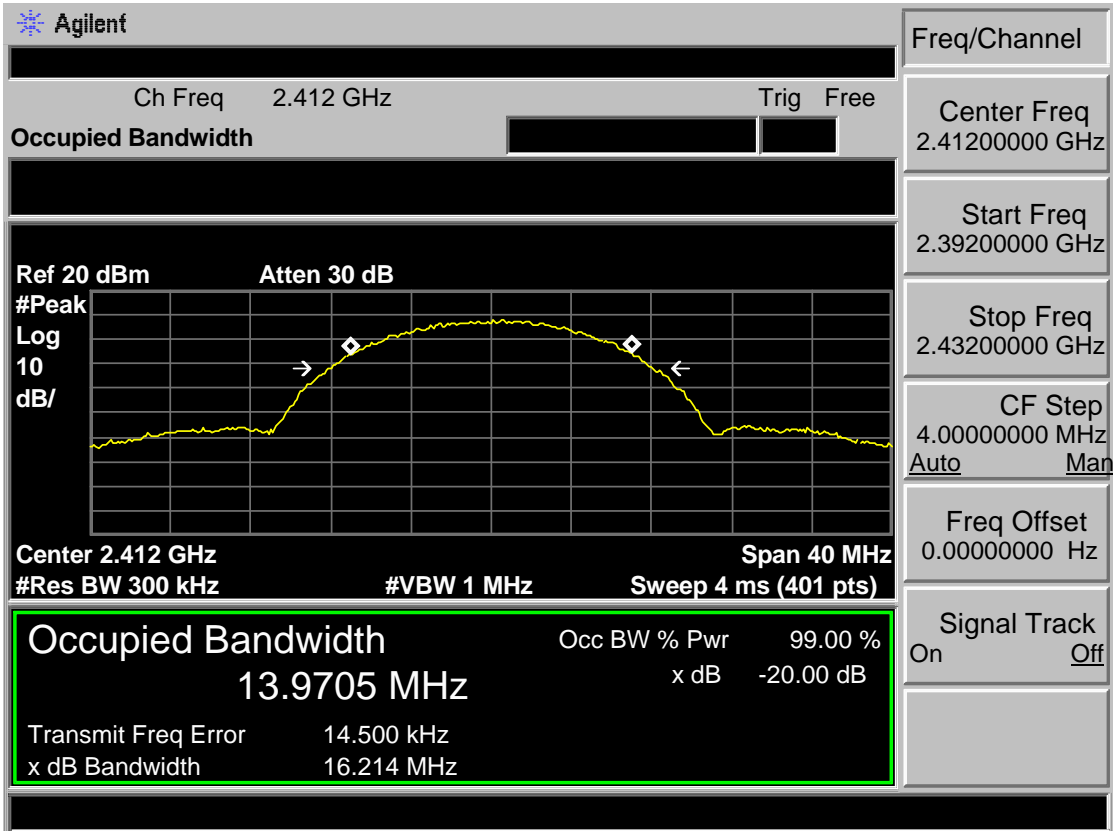 Agilent
Freq/Channel
Ch Freq 2.412 GHz Trig Free
Occupied Bandwidth
Center Freq
2.41200000 GHz
Start Freq
2.39200000 GHz
Stop Freq
2.43200000 GHz
CF Step
4.00000000 MHz
Auto Man
Freq Offset
0.00000000 Hz
Signal Track
On Off
Ref 20 dBm Atten 30 dB
#Peak
Log
10
dB/
Center 2.412 GHz Span 40 MHz
#Res BW 300 kHz #VBW 1 MHz Sweep 4 ms (401 pts)
Occupied Bandwidth Occ BW % Pwr 99.00 %
13.9705 MHz x dB -20.00 dB
Transmit Freq Error 14.500 kHz
x dB Bandwidth 16.214 MHz